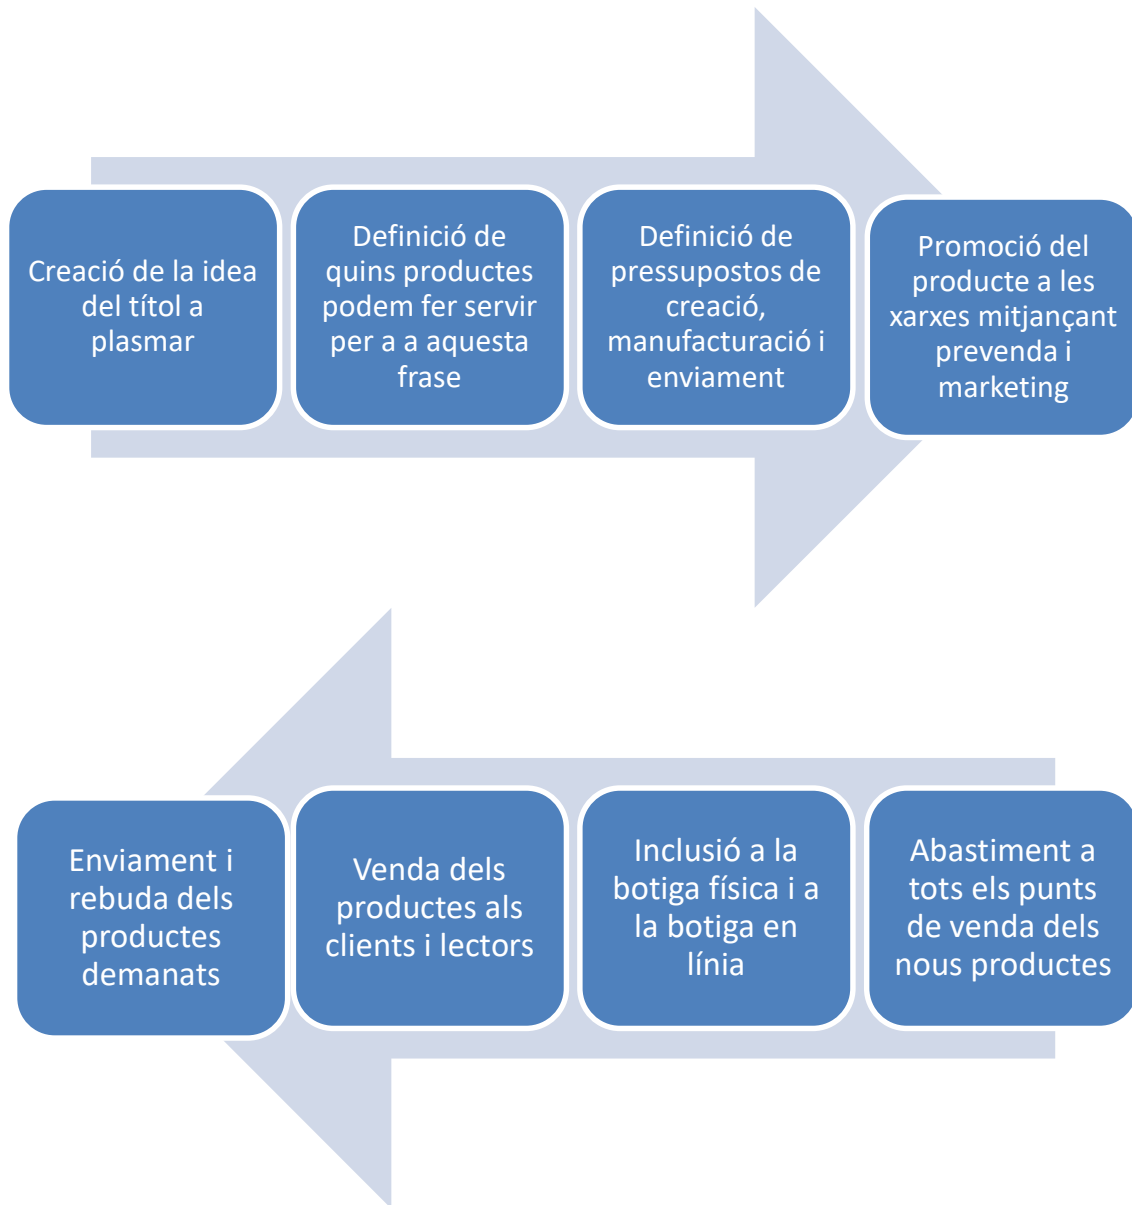 Creació de la idea
del títol a
plasmar
Definició de
quins productes
podem fer servir
per a a aquesta
frase
Definició de
pressupostos de
creació,
manufacturació i
enviament
Promoció del
producte a les
xarxes mitjançant
prevenda i
marketing
Enviament i
rebuda dels
productes
demanats
Venda dels
productes als
clients i lectors
Inclusió a la
botiga física i a
la botiga en
línia
Abastiment a
tots els punts
de venda dels
nous productes